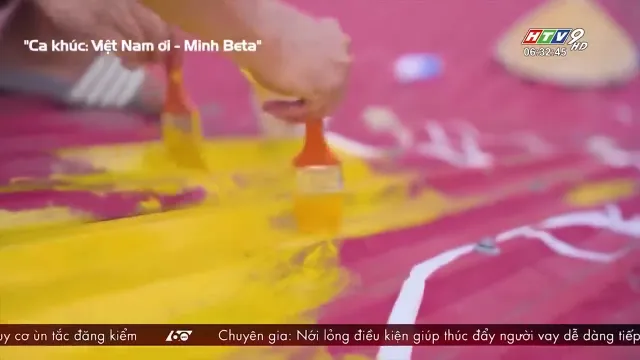 "Ca khúc: Việt Nam ơi - Minh Beta"
HTV9 HD
06:32:45
uy cơ ùn tắc đăng kiểm 60 Chuyên gia: Nới lỏng điều kiện giúp thúc đẩy người vay dễ dàng tiếp